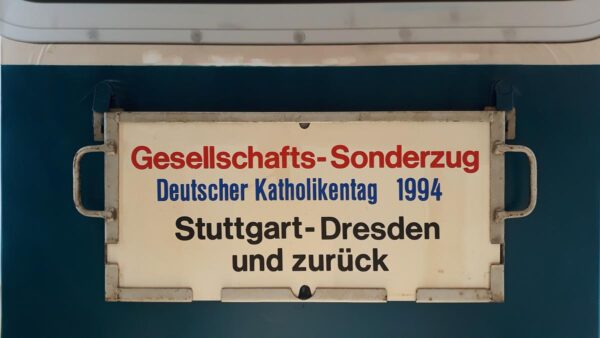 Gesellschafts-Sonderzug
Deutscher Katholikentag 1994
Stuttgart-Dresden
und zurück